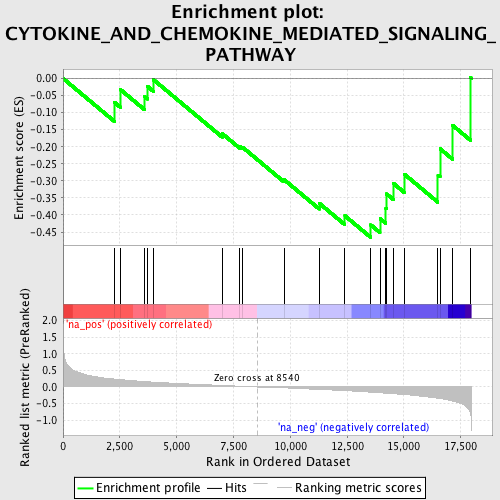 Enrichment plot:
CYTOKINE_AND_CHEMOKINE_MEDIATED_SIGNALING_
PATHWAY
Enrichment score (ES)
0.00
-0.05
-0.10
-0.15
-0.20
-0.25
-0.30
-0.35
-0.40
-0.45
'na_pos' (positively correlated)
Ranked list metric (PreRanked)
2.0
1.5
1.0
0.5
0.0
-0.5
-1.0
Zero cross at 8540
'na_neg' (negatively correlated)
0 2,500 5,000 7,500 10,000 12,500 15,000 17,500
Rank in Ordered Dataset
Enrichment profile Hits Ranking metric scores